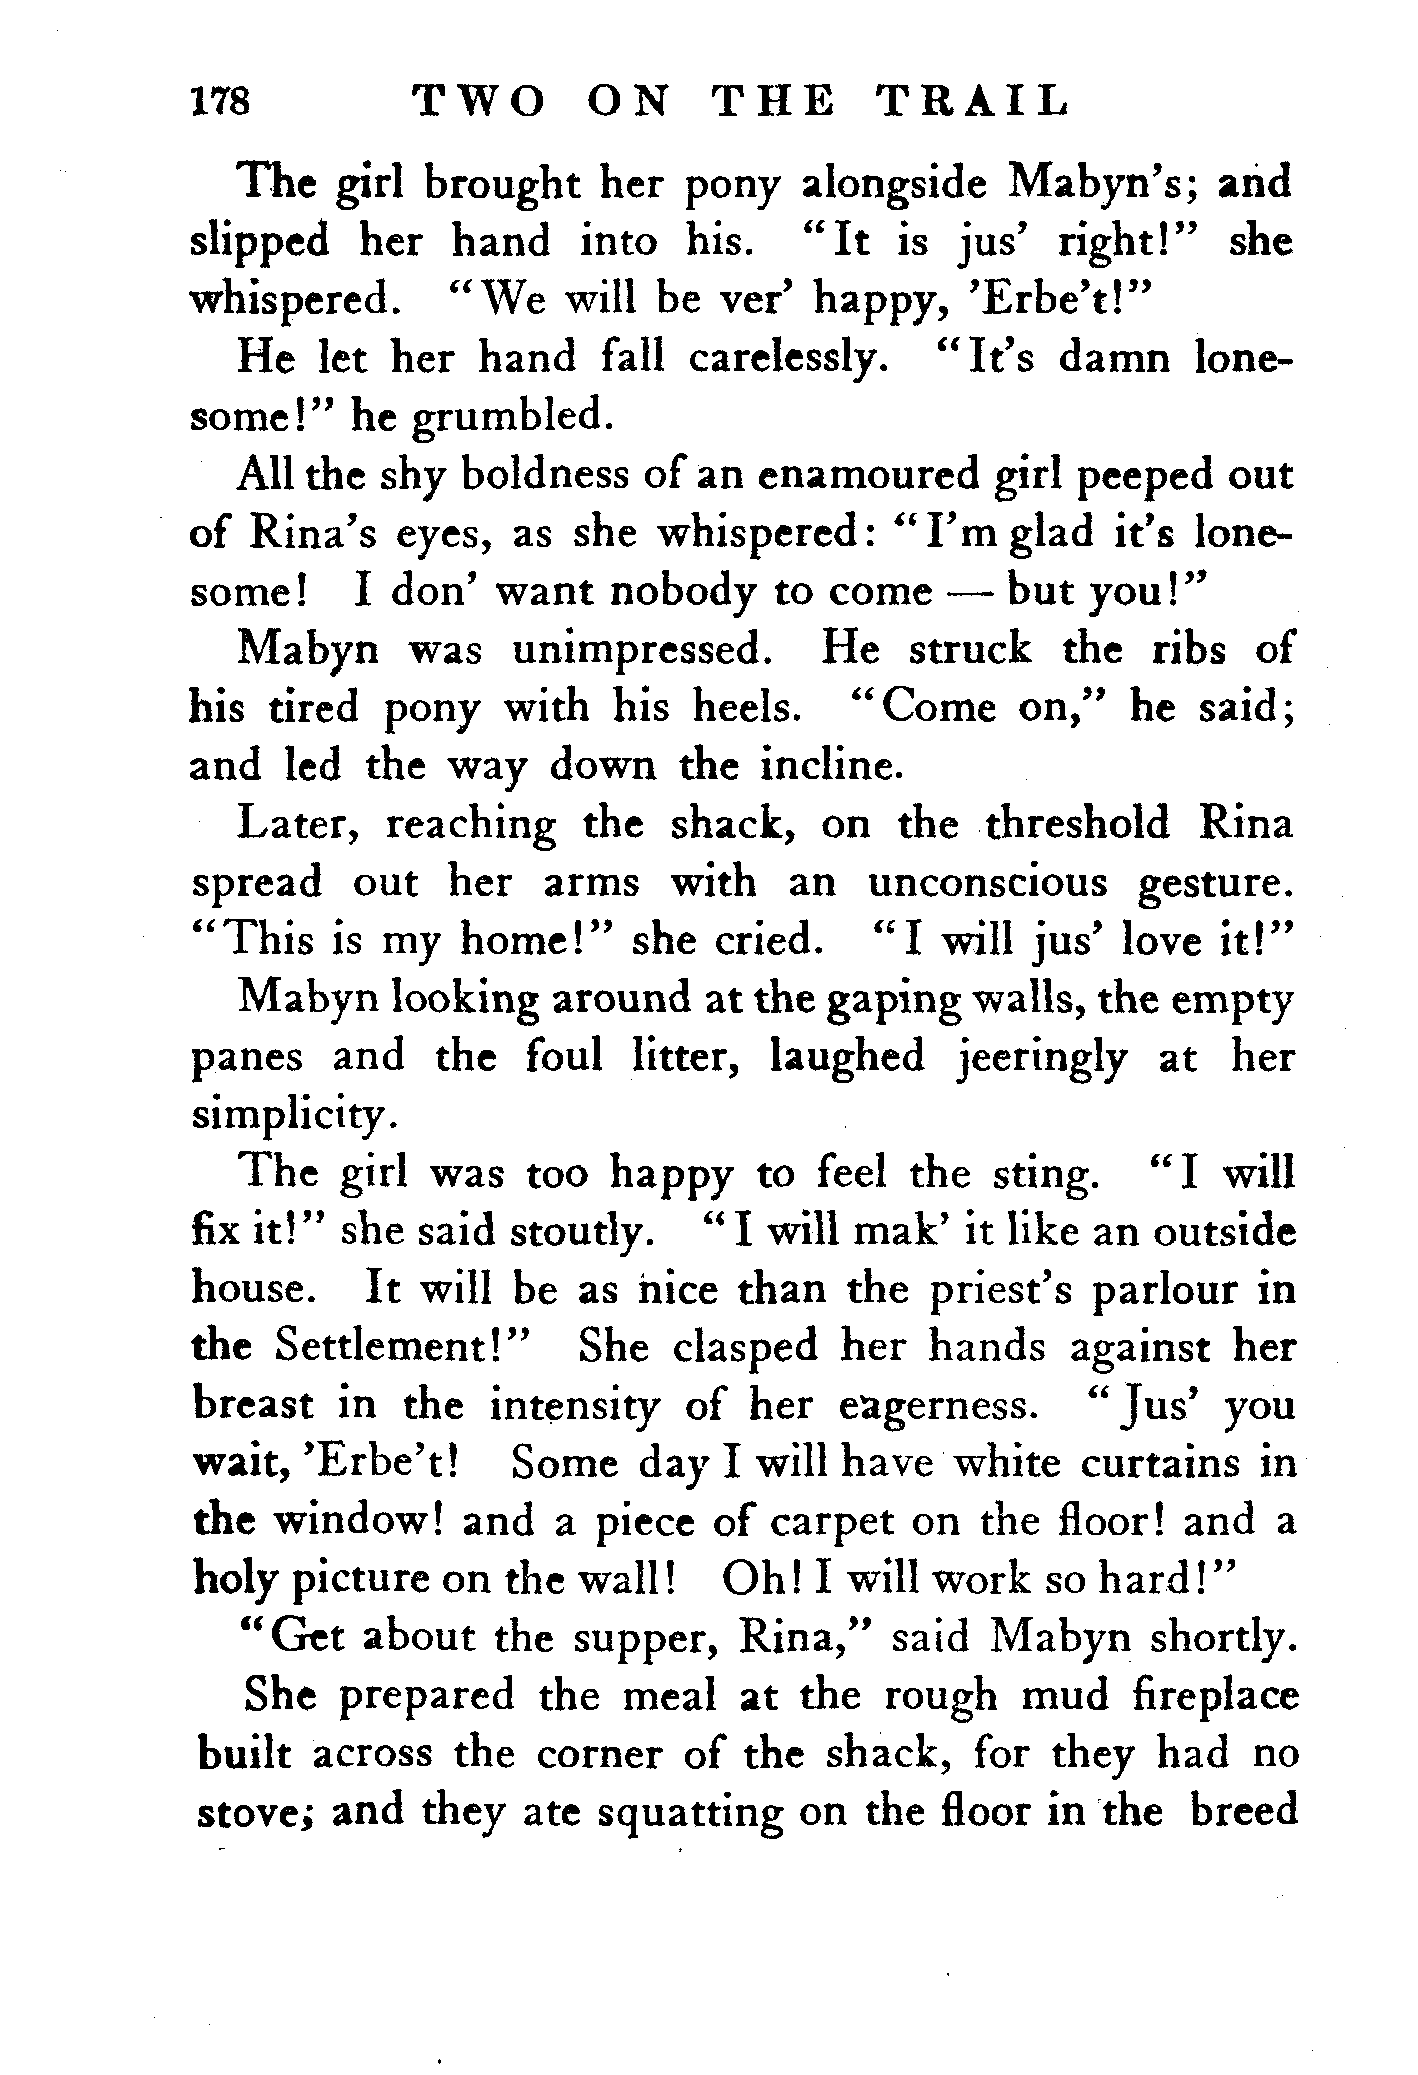 178 TWO ON THE TRAIL
The girl brought her pony alongside Mabyn's; and
slipped her hand into his. "It is jus' right!" she
whispered. "We will be ver' happy, 'Erbe't!"
He let her hand fall carelessly. "It's damn lone-
some!" he grumbled.
All the shy boldness of an enamoured girl peeped out
of Rina's eyes, as she whispered: "I'm glad it's lone-
some! I don' want nobody to come — but you!"
Mabyn was unimpressed. He struck the ribs of
his tired pony with his heels. "Come on," he said;
and led the way down the incline.
Later, reaching the shack, on the threshold Rina
spread out her arms with an unconscious gesture.
"This is my home!" she cried. "I will jus' love it!"
Mabyn looking around at the gaping walls, the empty
panes and the foul litter, laughed jeeringly at her
simplicity.
The girl was too happy to feel the sting. "I will
fix it!" she said stoutly. "I will mak' it like an outside
house. It will be as nice than the priest's parlour in
the Settlement!" She clasped her hands against her
breast in the intensity of her eagerness. "Jus' you
wait, 'Erbe't! Some day I will have white curtains in
the window! and a piece of carpet on the floor! and a
holy picture on the wall! Oh! I will work so hard!"
"Get about the supper, Rina," said Mabyn shortly.
She prepared the meal at the rough mud fireplace
built across the corner of the shack, for they had no
stove; and they ate squatting on the floor in the breed